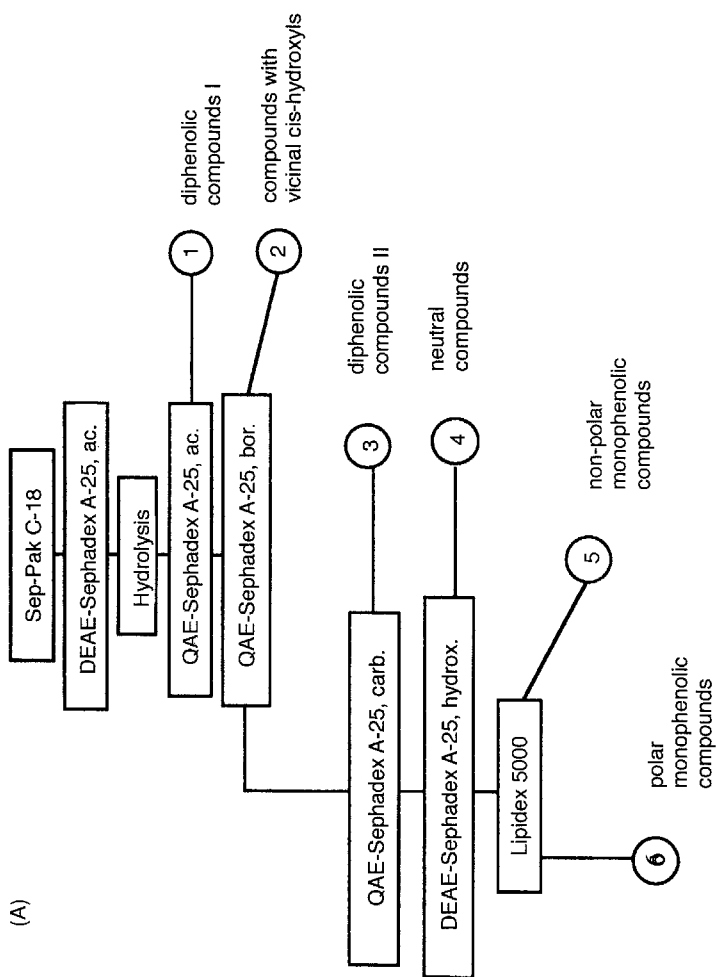 (A)
Sep-Pak C-18
DEAE-Sephadex A-25, ac.
Hydrolysis
QAE-Sephadex A-25, ac.
1
diphenolic
compounds I
QAE-Sephadex A-25, bor.
2
compounds with
vicinal cis-hydroxyls
QAE-Sephadex A-25, carb.
3
diphenolic
compounds II
DEAE-Sephadex A-25, hydrox.
4
neutral
compounds
Lipidex 5000
5
non-polar
monophenolic
compounds
6
polar
monophenolic
compounds